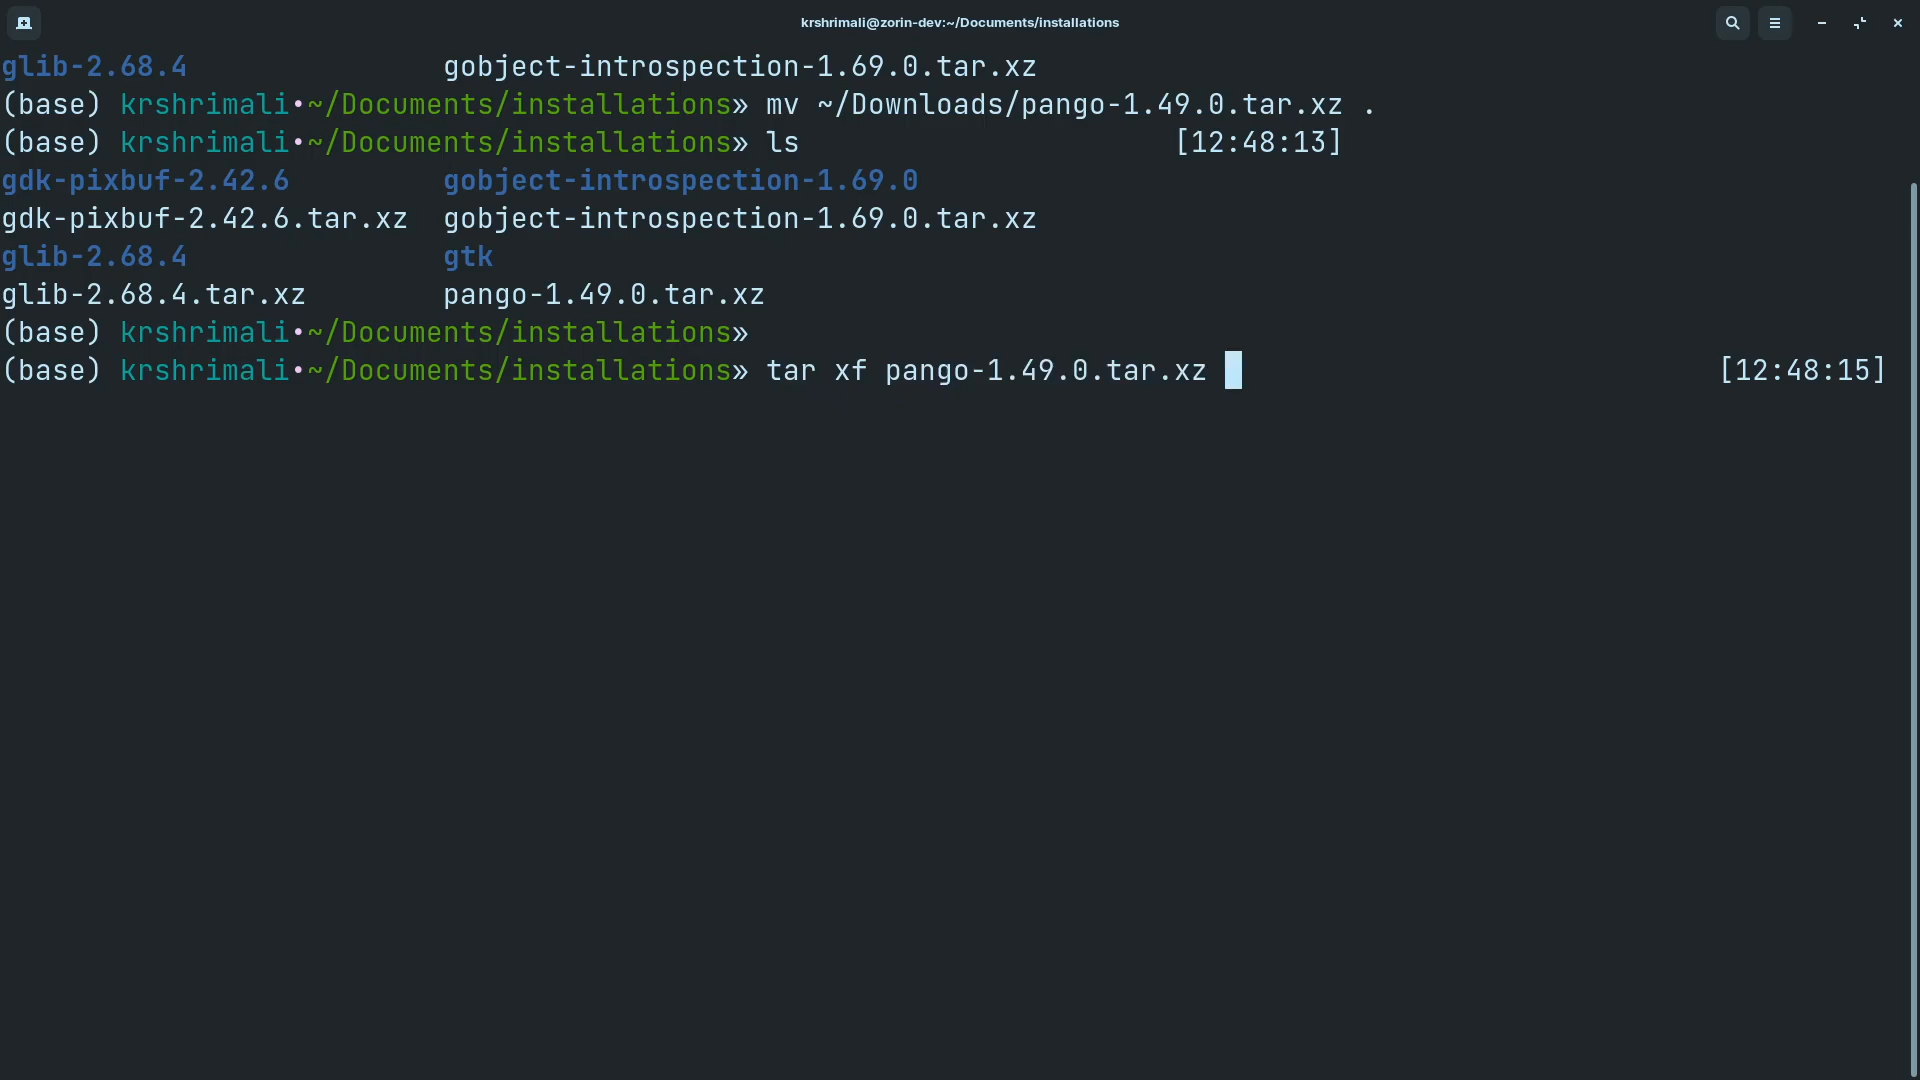 krshrimali@zorin-dev:~/Documents/installations
glib-2.68.4 gobject-introspection-1.69.0.tar.xz
(base) krshrimali•~/Documents/installations» mv ~/Downloads/pango-1.49.0.tar.xz .
(base) krshrimali•~/Documents/installations» ls [12:48:13]
gdk-pixbuf-2.42.6 gobject-introspection-1.69.0
gdk-pixbuf-2.42.6.tar.xz gobject-introspection-1.69.0.tar.xz
glib-2.68.4 gtk
glib-2.68.4.tar.xz pango-1.49.0.tar.xz
(base) krshrimali•~/Documents/installations»
(base) krshrimali•~/Documents/installations» tar xf pango-1.49.0.tar.xz [12:48:15]